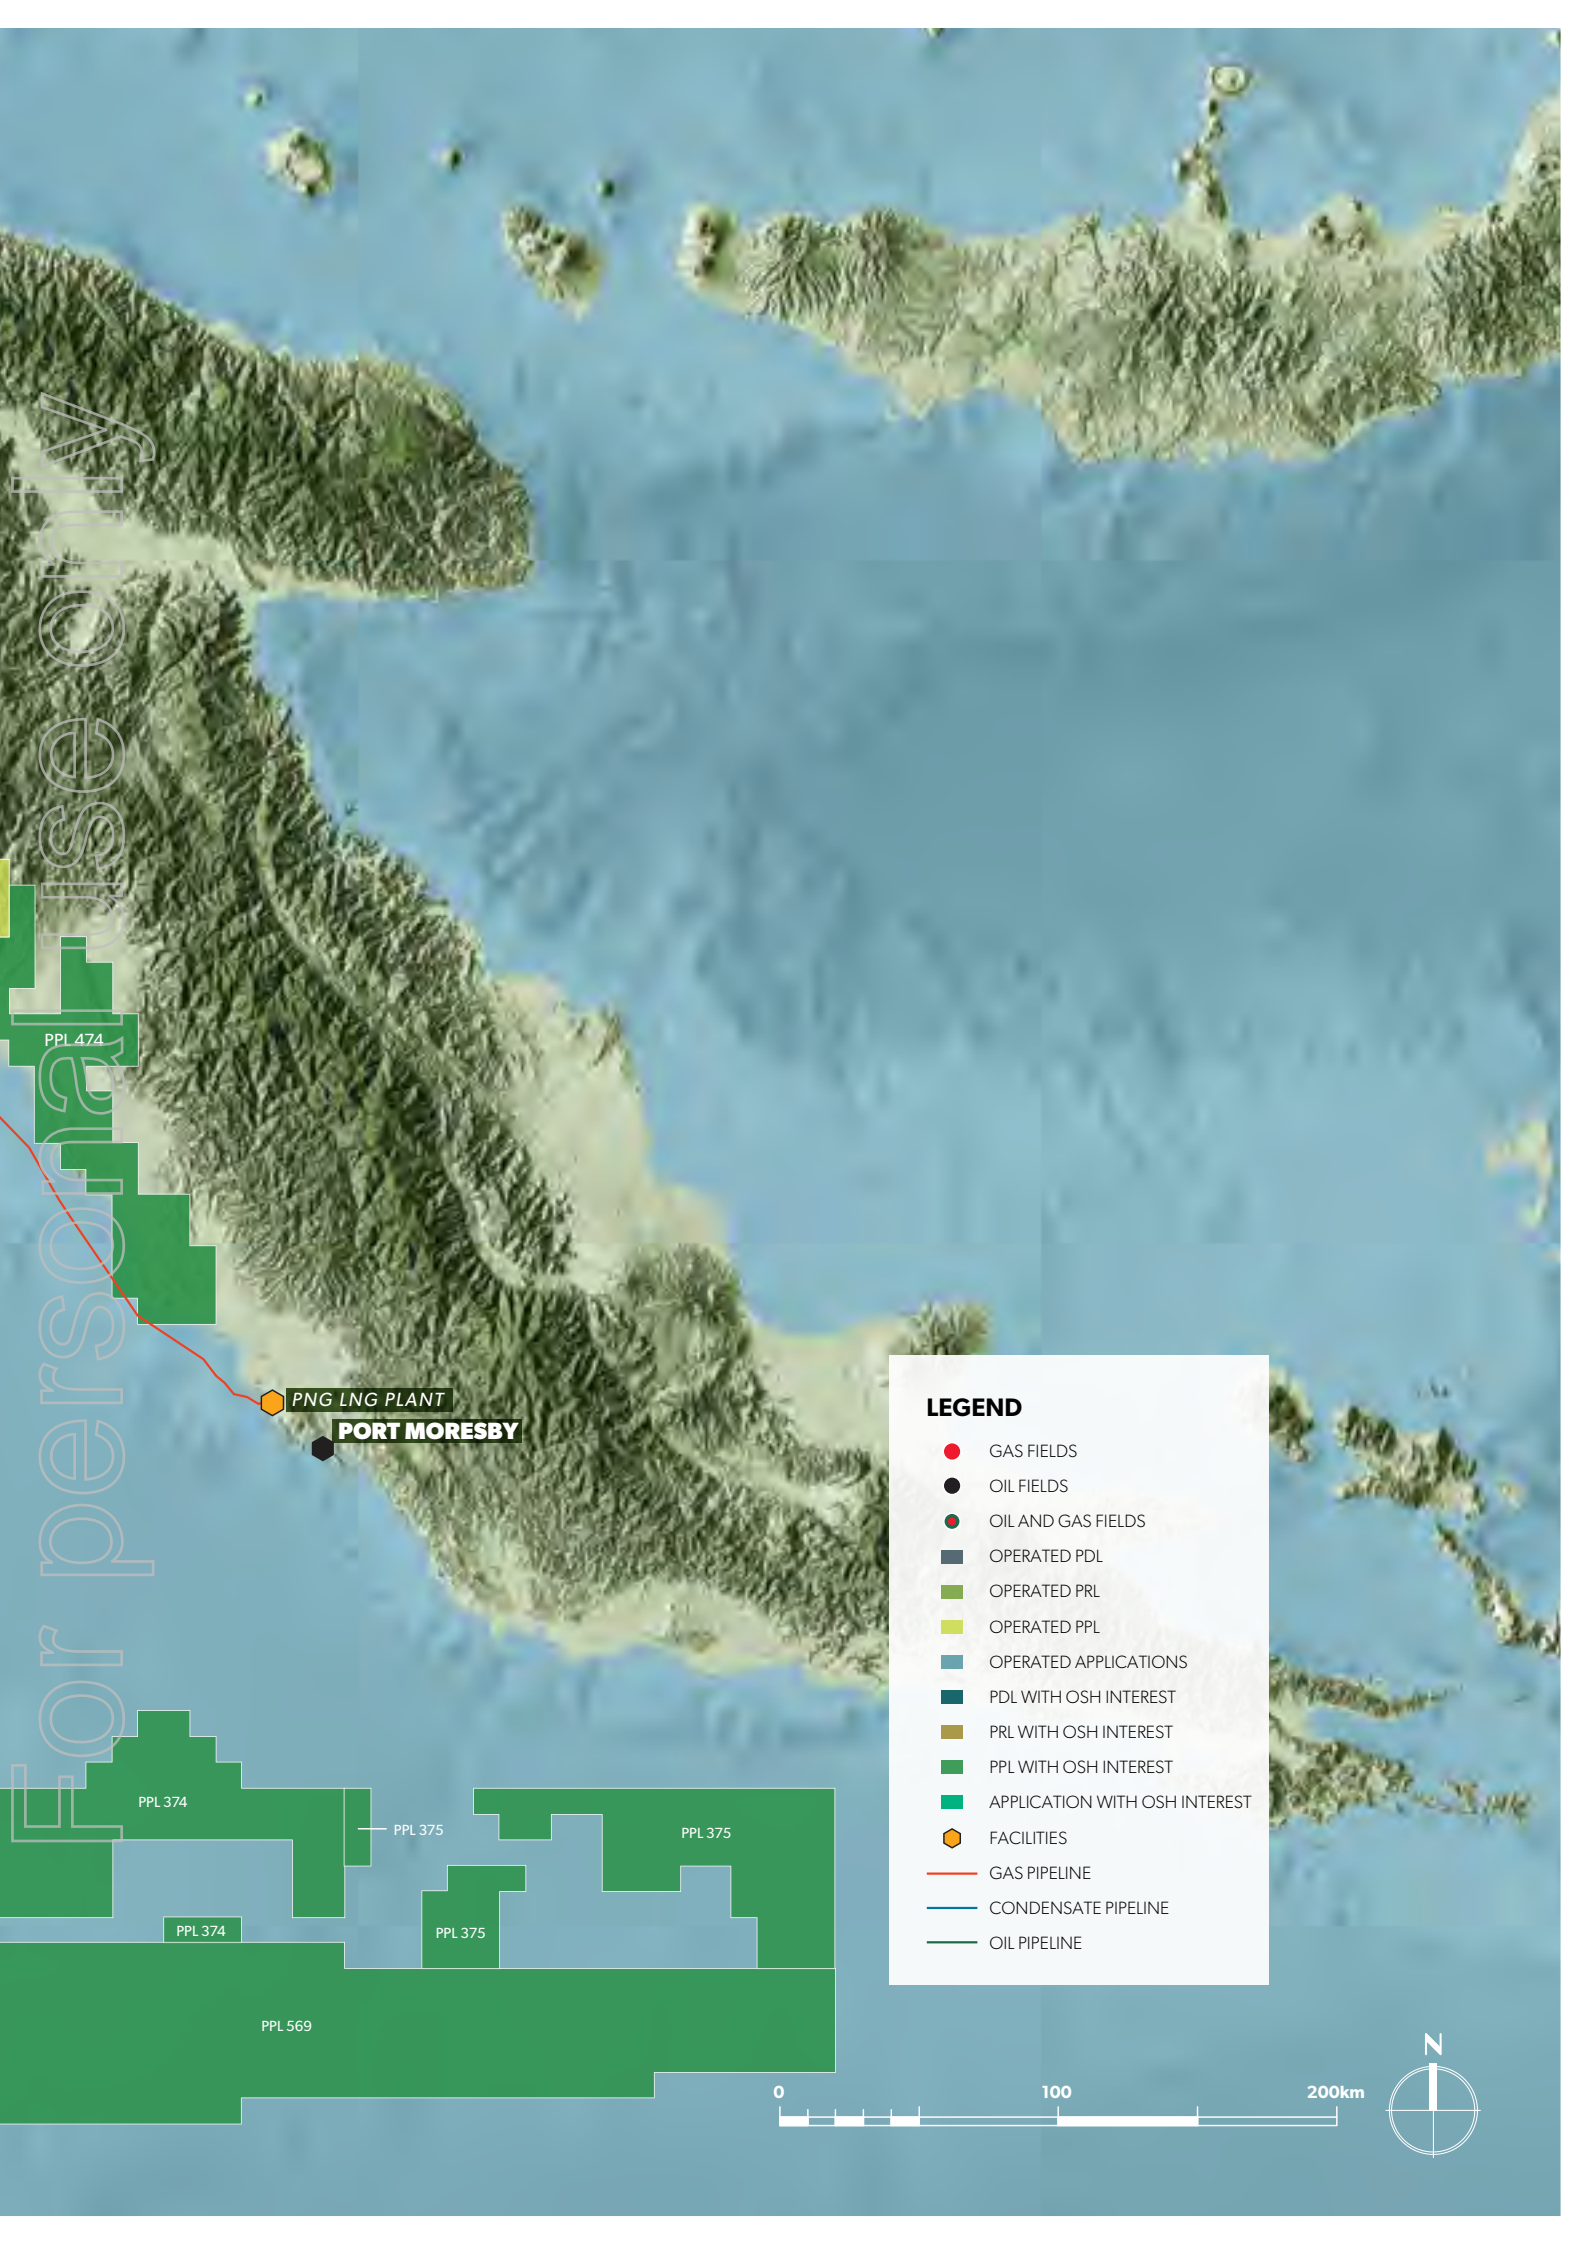 For personal use only
PPL 474
PNG LNG PLANT
PORT MORESBY
LEGEND
GAS FIELDS
OIL FIELDS
OIL AND GAS FIELDS
OPERATED PDL
OPERATED PRL
OPERATED PPL
OPERATED APPLICATIONS
PDL WITH OSH INTEREST
PRL WITH OSH INTEREST
PPL WITH OSH INTEREST
APPLICATION WITH OSH INTEREST
FACILITIES
GAS PIPELINE
CONDENSATE PIPELINE
OIL PIPELINE
PPL 374
PPL 375
PPL 375
PPL 374
PPL 375
PPL 569
N
0 100 200km